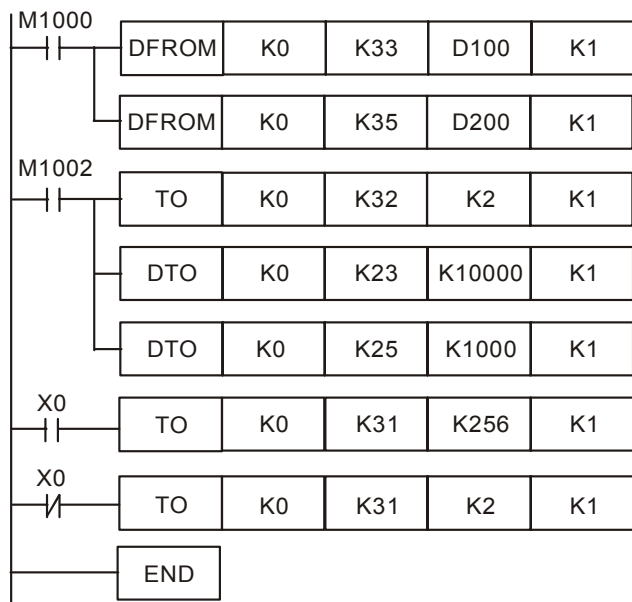 M1000
DFROM K0 K33 D100 K1
DFROM K0 K35 D200 K1
M1002
TO K0 K32 K2 K1
DTO K0 K23 K10000 K1
DTO K0 K25 K1000 K1
X0
TO K0 K31 K256 K1
X0
TO K0 K31 K2 K1
END